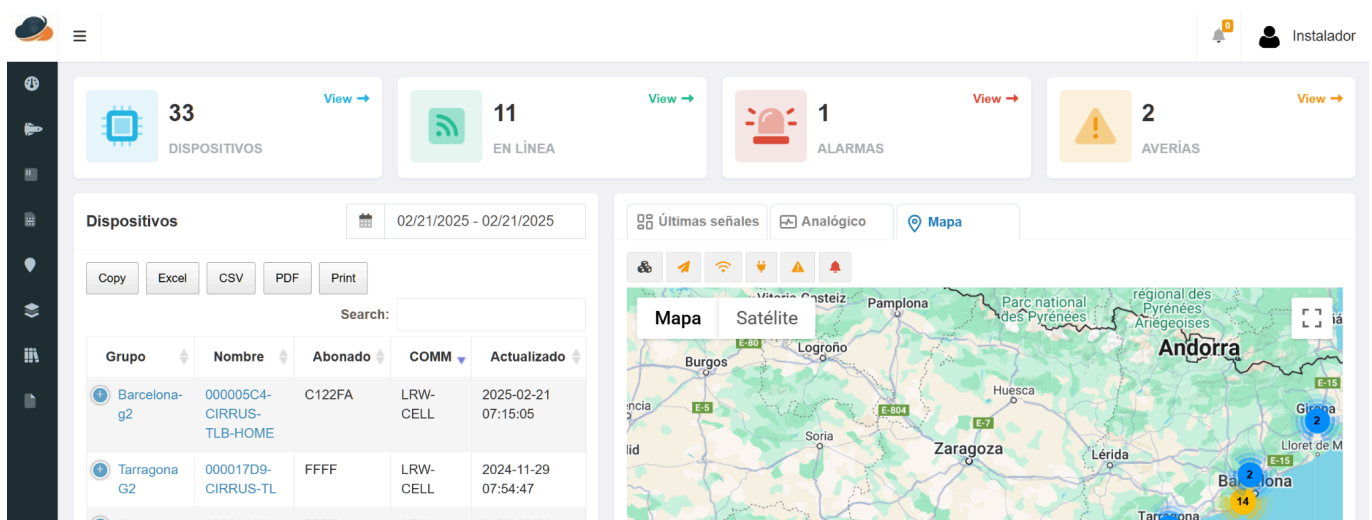 0
Instalador
33
DISPOSITIVOS
View →
11
EN LÍNEA
View →
1
ALARMAS
View →
2
AVERÍAS
View →
Dispositivos
02/21/2025 - 02/21/2025
Copy Excel CSV PDF Print
Search:
Grupo Nombre Abonado COMM Actualizado
Barcelona-g2 000005C4-CIRRUS-TLB-HOME C122FA LRW-CELL 2025-02-21 07:15:05
Tarragona G2 000017D9-CIRRUS-TL FFFF LRW-CELL 2024-11-29 07:54:47
Últimas señales Analógico Mapa
Mapa Satélite
Vitoria-Gasteiz
Pamplona
Parc national des Pyrénées
régional des Pyrénées Ariégeoises
Andorra
E-80
Logroño
Burgos
Huesca
E-15
E-5
E-804
Girona
2
E-7
Soria
Zaragoza
Lérida
Lloret de M
E-15
2
Barcelona
14
Tarragona